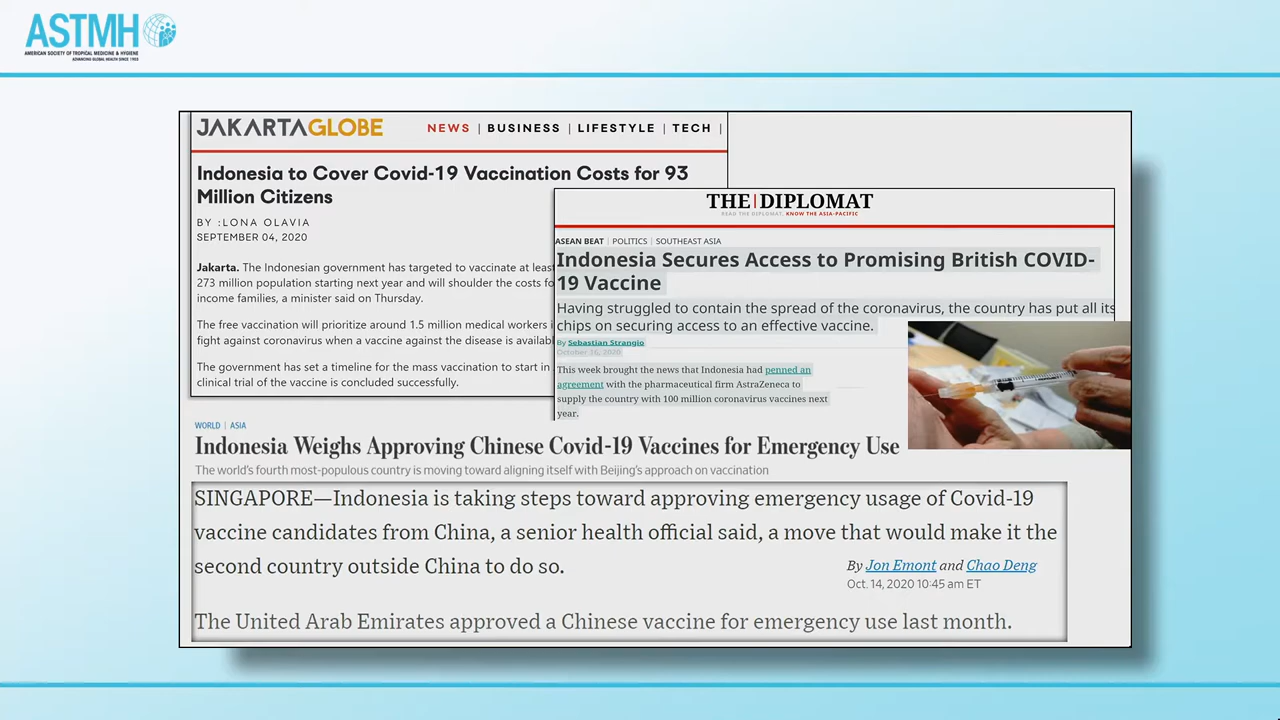 ASTMH
AMERICAN SOCIETY OF TROPICAL MEDICINE & HYGIENE
ADVANCING GLOBAL HEALTH SINCE 1903
JAKARTAGLOBE
NEWS | BUSINESS | LIFESTYLE | TECH |
Indonesia to Cover Covid-19 Vaccination Costs for 93
Million Citizens
BY :LONA OLAVIA
SEPTEMBER 04, 2020
Jakarta. The Indonesian government has targeted to vaccinate at least
273 million population starting next year and will shoulder the costs fo
income families, a minister said on Thursday.
The free vaccination will prioritize around 1.5 million medical workers i
fight against coronavirus when a vaccine against the disease is availab
The government has set a timeline for the mass vaccination to start in
clinical trial of the vaccine is concluded successfully.
THE|DIPLOMAT
READ THE DIPLOMAT, KNOW THE ASIA-PACIFIC
ASEAN BEAT | POLITICS | SOUTHEAST ASIA
Indonesia Secures Access to Promising British COVID-
19 Vaccine
Having struggled to contain the spread of the coronavirus, the country has put all its
chips on securing access to an effective vaccine.
By Sebastian Strangio
October 16, 2020
This week brought the news that Indonesia had penned an
agreement with the pharmaceutical firm AstraZeneca to
supply the country with 100 million coronavirus vaccines next
year.
WORLD | ASIA
Indonesia Weighs Approving Chinese Covid-19 Vaccines for Emergency Use
The world's fourth most-populous country is moving toward aligning itself with Beijing's approach on vaccination
SINGAPORE—Indonesia is taking steps toward approving emergency usage of Covid-19
vaccine candidates from China, a senior health official said, a move that would make it the
second country outside China to do so.
By Jon Emont and Chao Deng
Oct. 14, 2020 10:45 am ET
The United Arab Emirates approved a Chinese vaccine for emergency use last month.